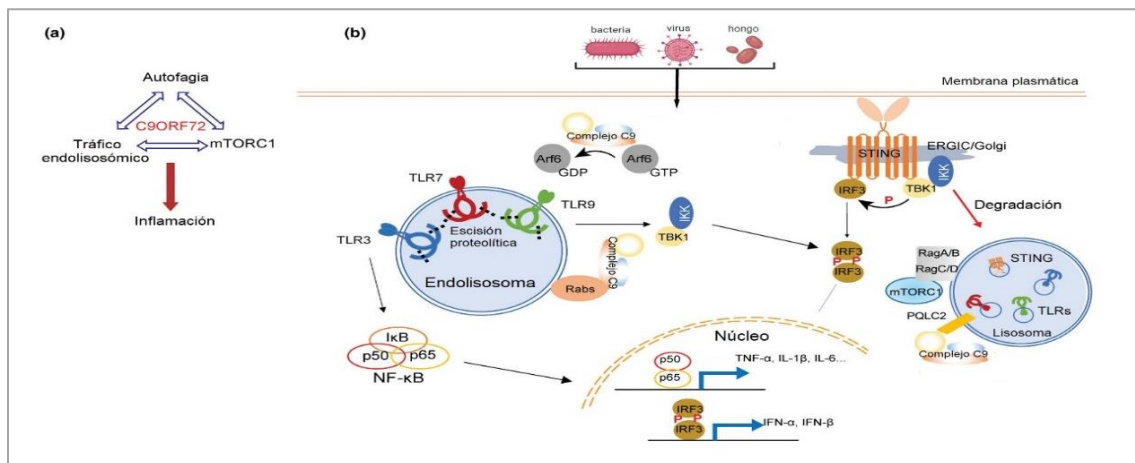 (a)
Autofagia
C9ORF72
Tráfico
endolisosómico
mTORC1
Inflamación
(b)
bacteria
virus
hongo
Membrana plasmática
Complejo C9
Arf6
GDP
Arf6
GTP
TLR7
TLR9
TLR3
Escisión
proteolítica
Endolisosoma
Rabs
Complejo C9
IKK
TBK1
STING
ERGIC/Golgi
IKK
IRF3
TBK1
P
Degradación
IRF3
P P
IRF3
RagA/B
RagC/D
mTORC1
PQLC2
STING
TLRs
Lisosoma
Complejo C9
IκB
p50
p65
NF-κB
Núcleo
p50
p65
TNF-α, IL-1β, IL-6...
IRF3
P P
IRF3
IFN-α, IFN-β